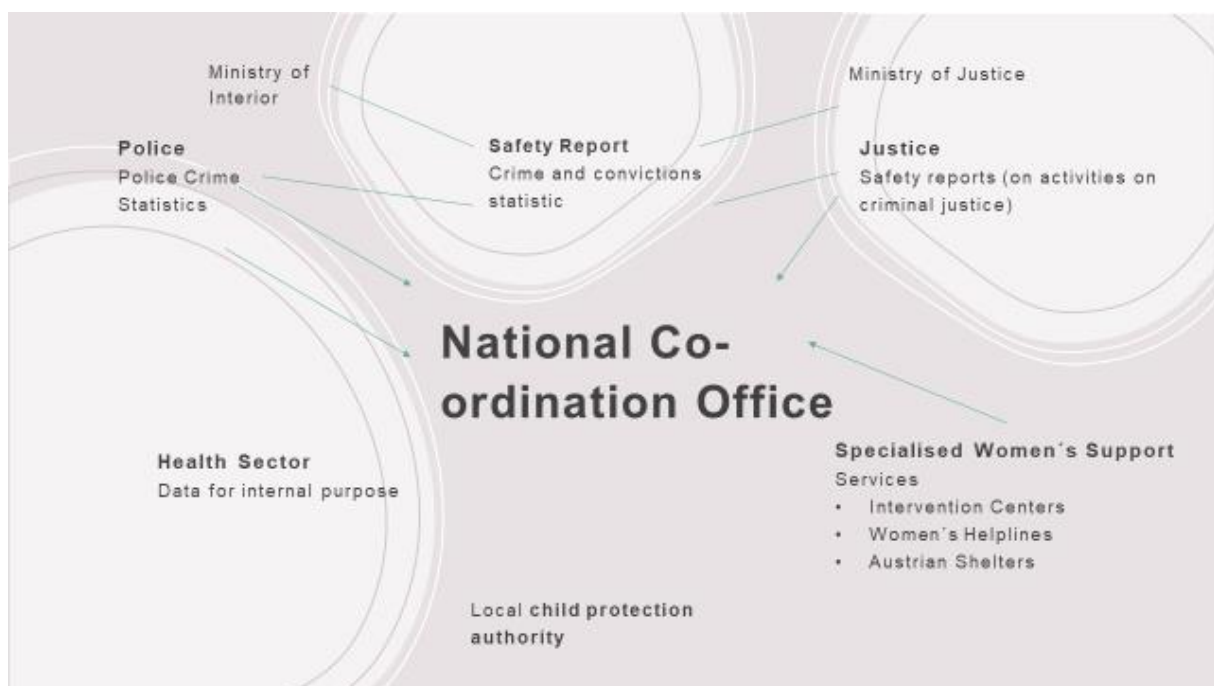 Ministry of
Interior
Ministry of Justice
Police
Police Crime
Statistics
Safety Report
Crime and convictions
statistic
Justice
Safety reports (on activities on
criminal justice)
National Co-
ordination Office
Health Sector
Data for internal purpose
Specialised Women´s Support
Services
• Intervention Centers
• Women´s Helplines
• Austrian Shelters
Local child protection
authority